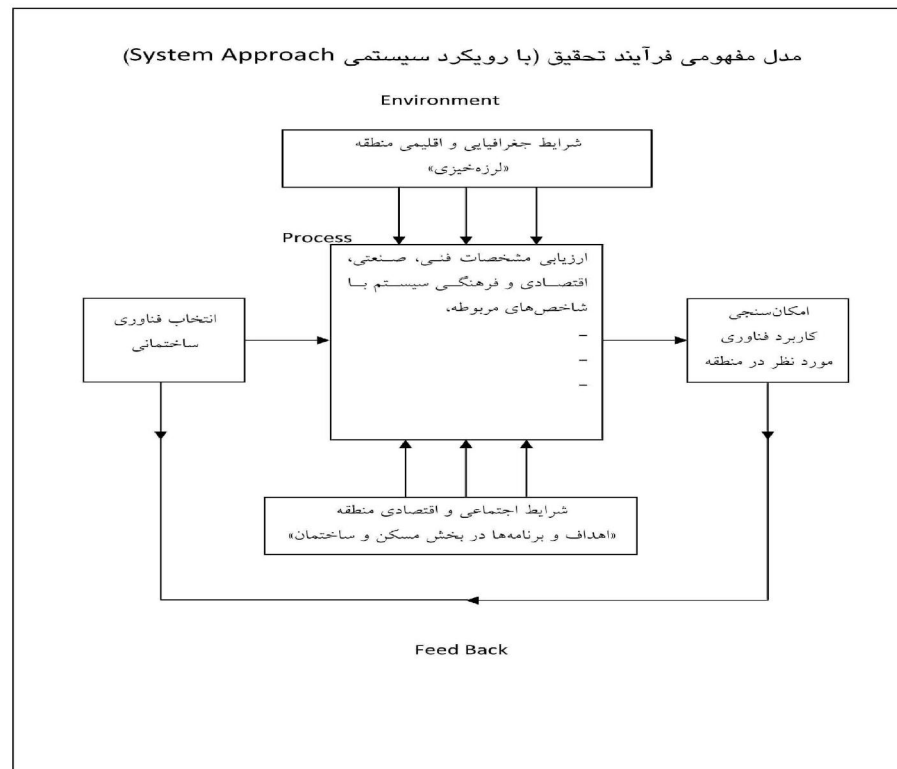 مدل مفهومی فرآیند تحقیق (با رویکرد سیستمی System Approach)
Environment
شرایط جغرافیایی و اقلیمی منطقه
«لرزه‌خیزی»
Process
ارزیابی مشخصات فنی، صنعتی،
اقتصادی و فرهنگی سیستم با
شاخص‌های مربوطه،
–
–
–
انتخاب فناوری
ساختمانی
امکان‌سنجی
کاربرد فناوری
مورد نظر در منطقه
شرایط اجتماعی و اقتصادی منطقه
«اهداف و برنامه‌ها در بخش مسکن و ساختمان»
Feed Back